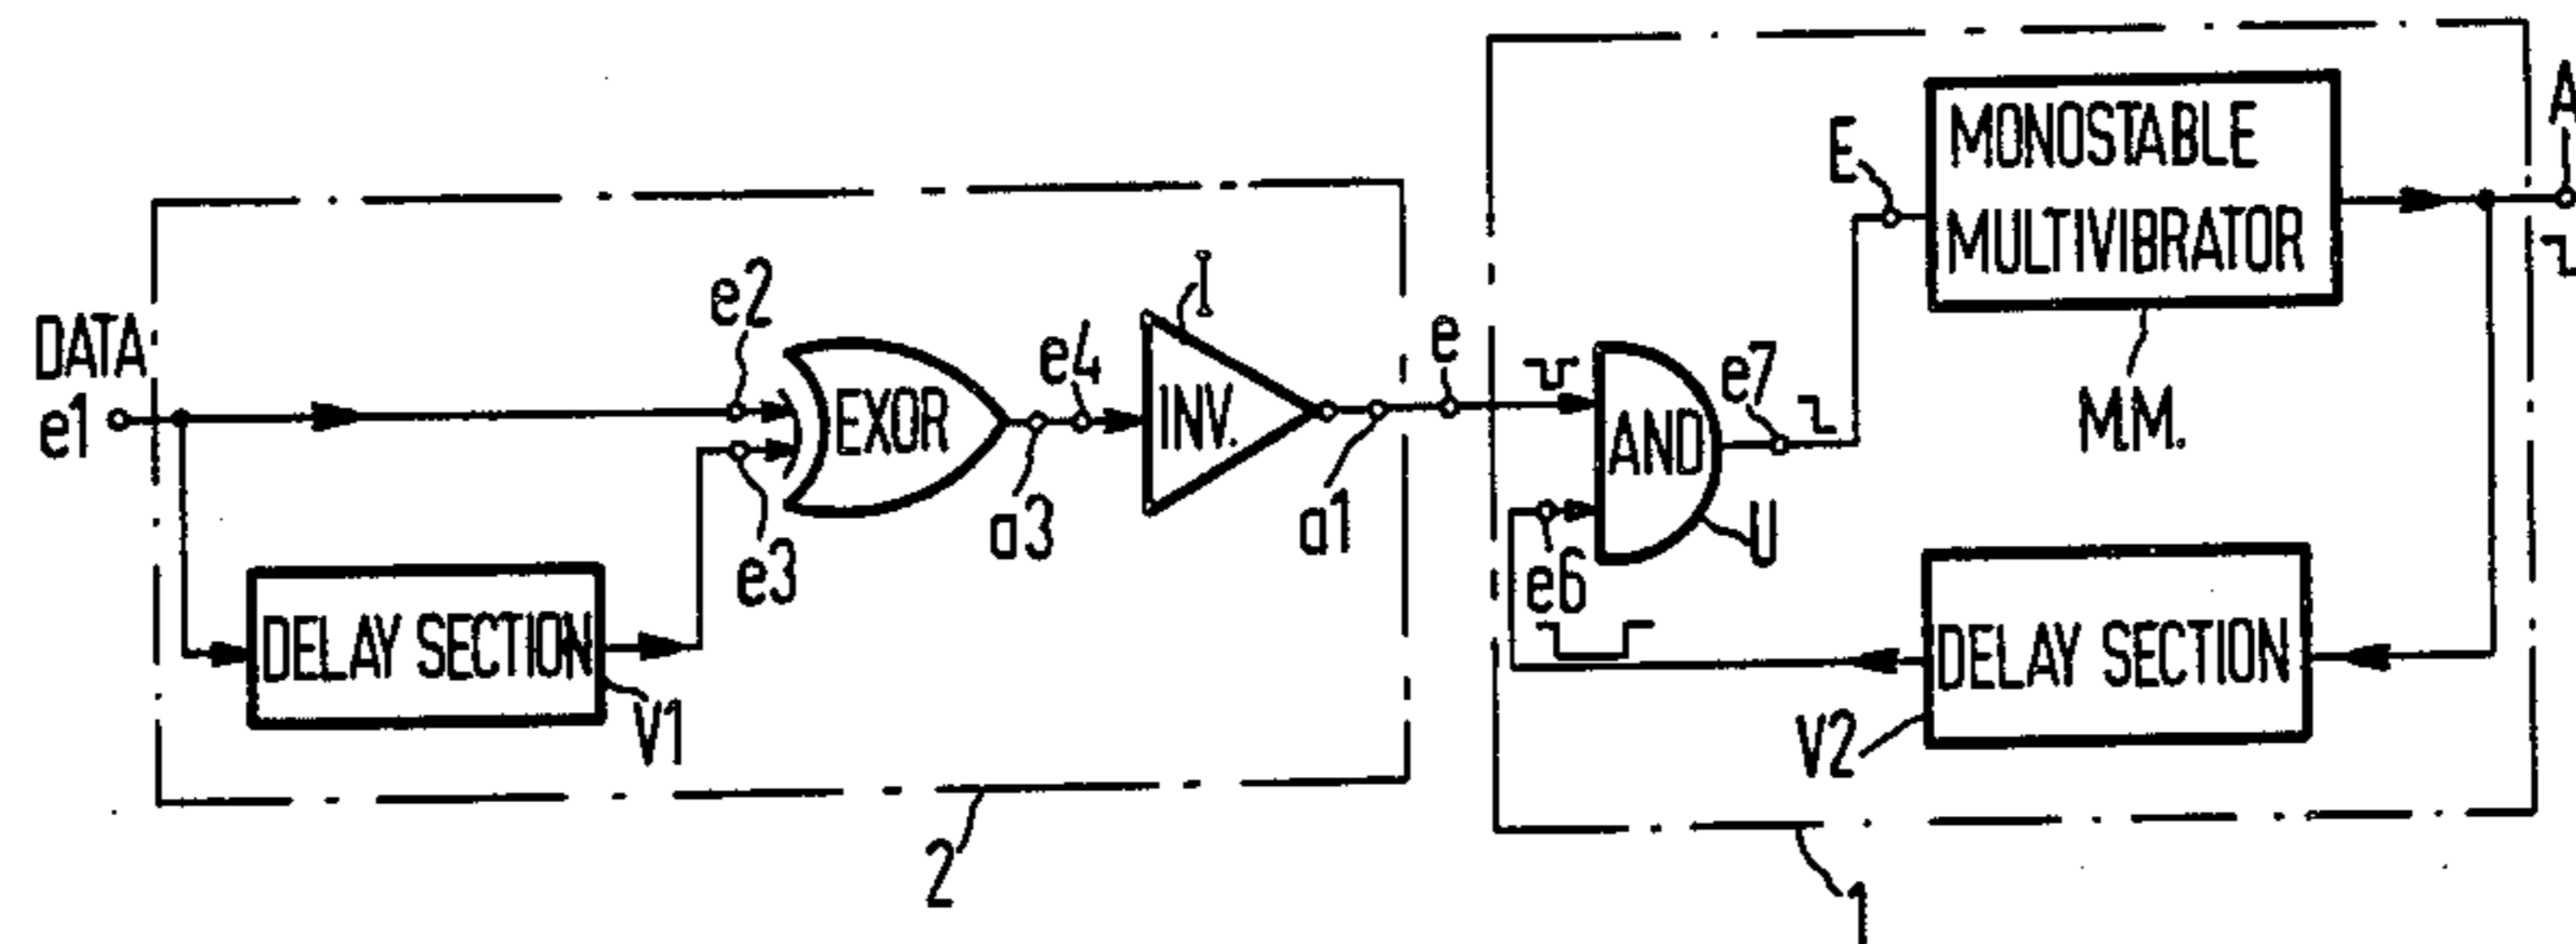 DATA
e1
e2
e3
EXOR
a3
e4
I
INV.
a1
e
DELAY SECTION
V1
2
AND
U
e6
e7
E
MONOSTABLE
MULTIVIBRATOR
M.M.
A
DELAY SECTION
V2
1